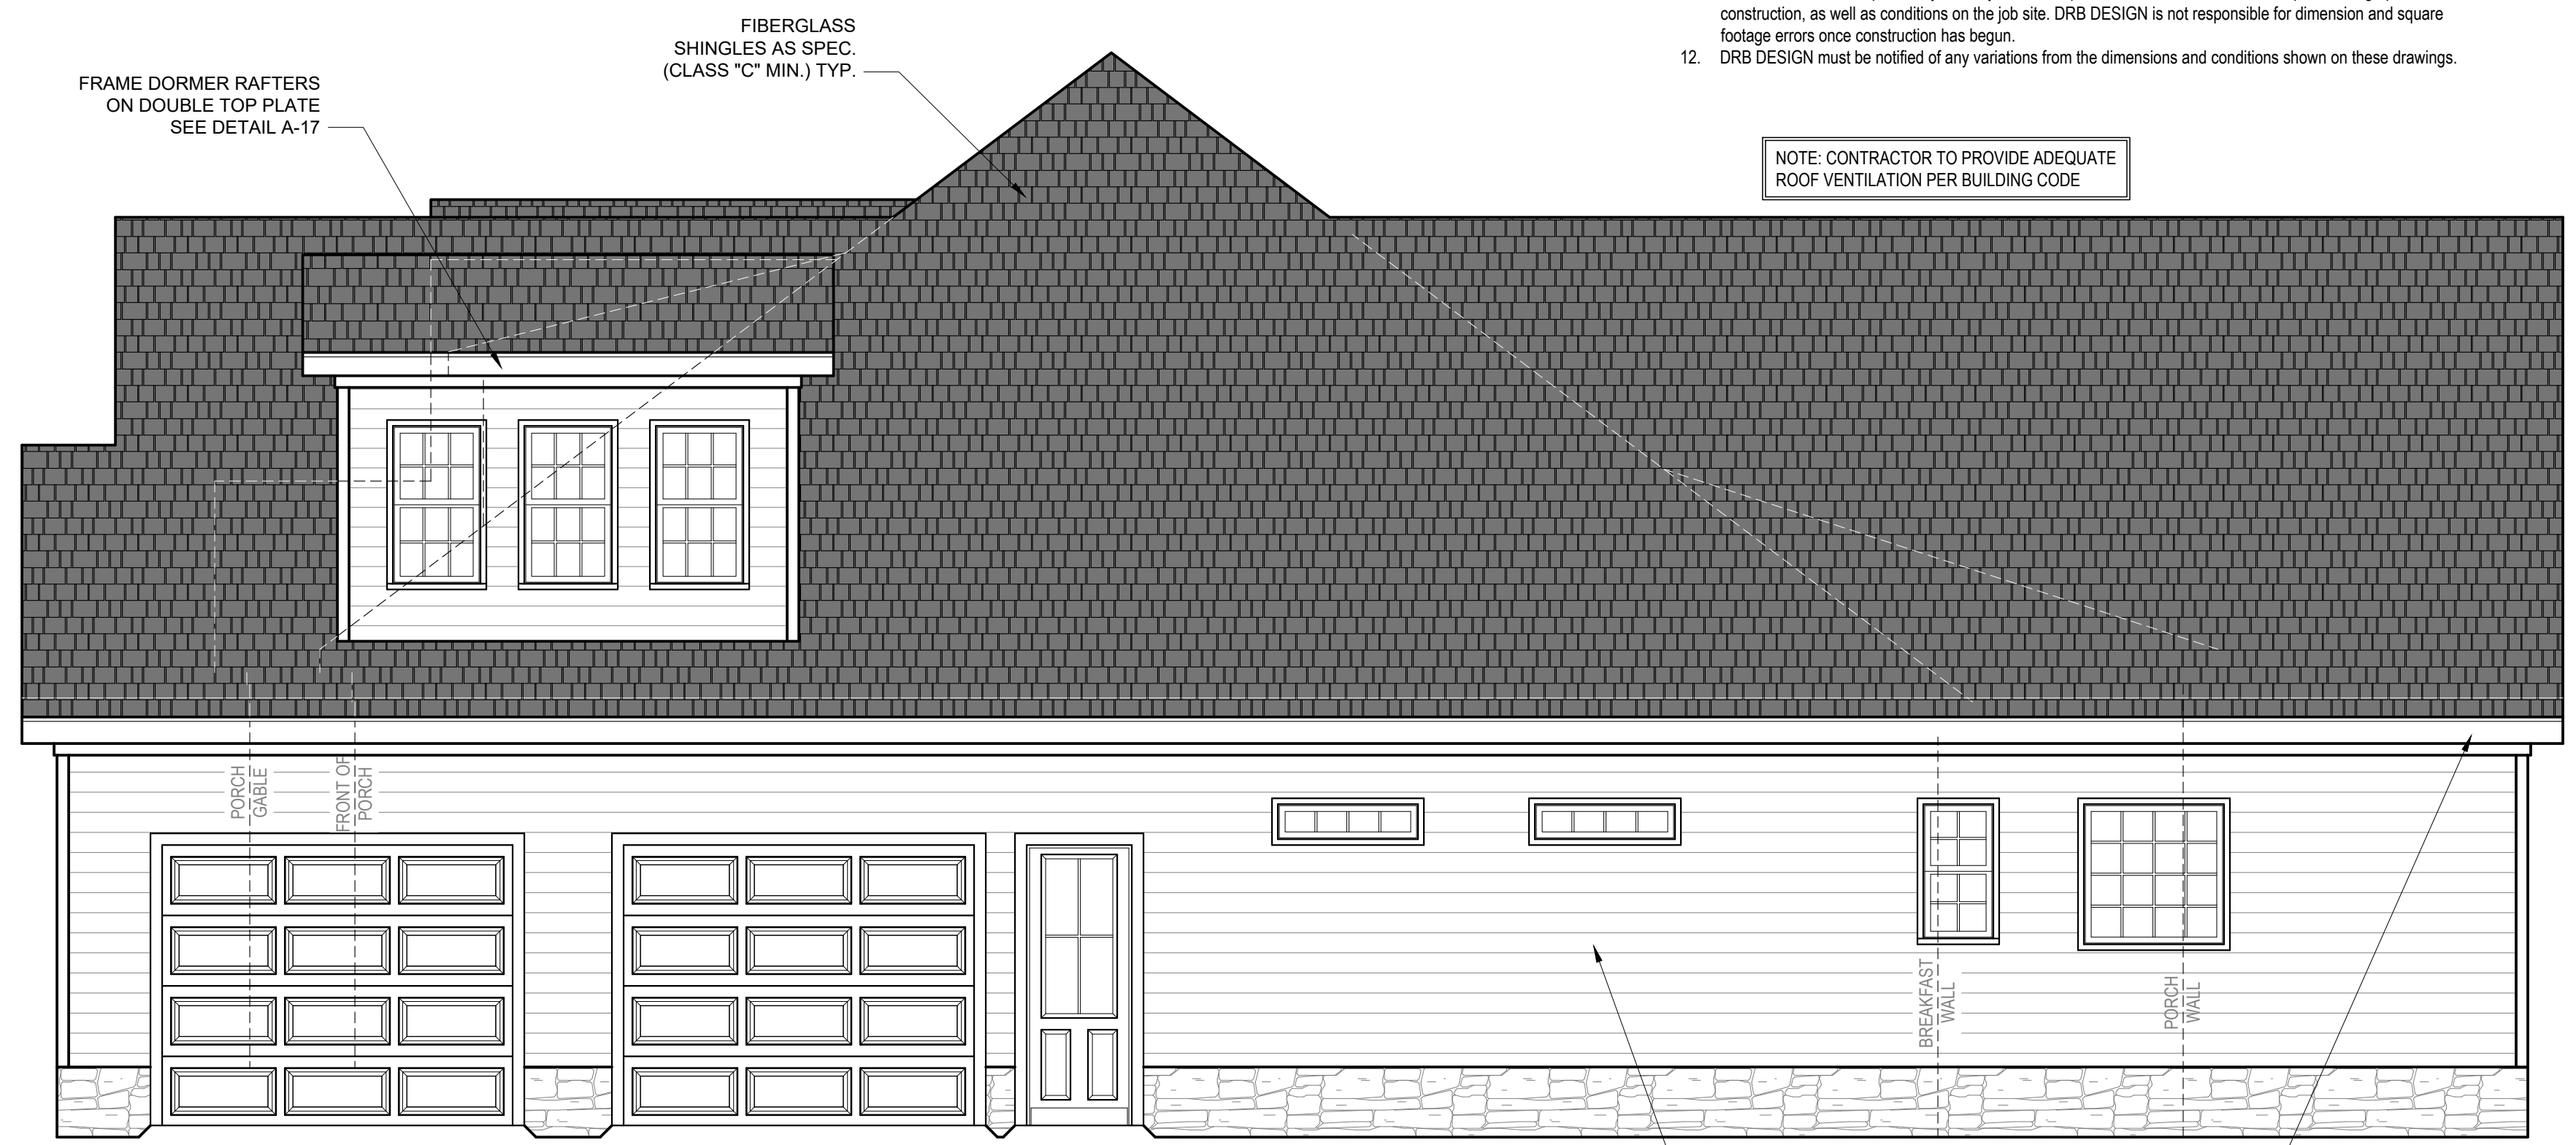 construction, as well as conditions on the job site. DRB DESIGN is not responsible for dimension and square
footage errors once construction has begun.
12. DRB DESIGN must be notified of any variations from the dimensions and conditions shown on these drawings.
FIBERGLASS
SHINGLES AS SPEC.
(CLASS "C" MIN.) TYP.
FRAME DORMER RAFTERS
ON DOUBLE TOP PLATE
SEE DETAIL A-17
NOTE: CONTRACTOR TO PROVIDE ADEQUATE
ROOF VENTILATION PER BUILDING CODE
PORCH
GABLE
FRONT OF
PORCH
BREAKFAST
WALL
PORCH
WALL